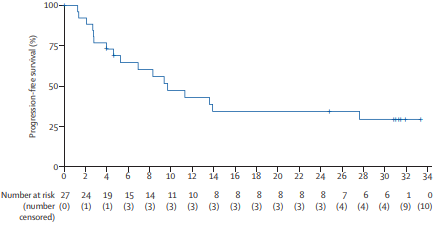 Progression-free survival (%)
100
75
50
25
0
0 2 4 6 8 10 12 14 16 18 20 22 24 26 28 30 32 34
Number at risk 27 24 19 15 14 11 10 8 8 8 8 8 8 7 6 6 1 0
(number censored) (0) (1) (1) (3) (3) (3) (3) (3) (3) (3) (3) (3) (3) (4) (4) (4) (9) (10)